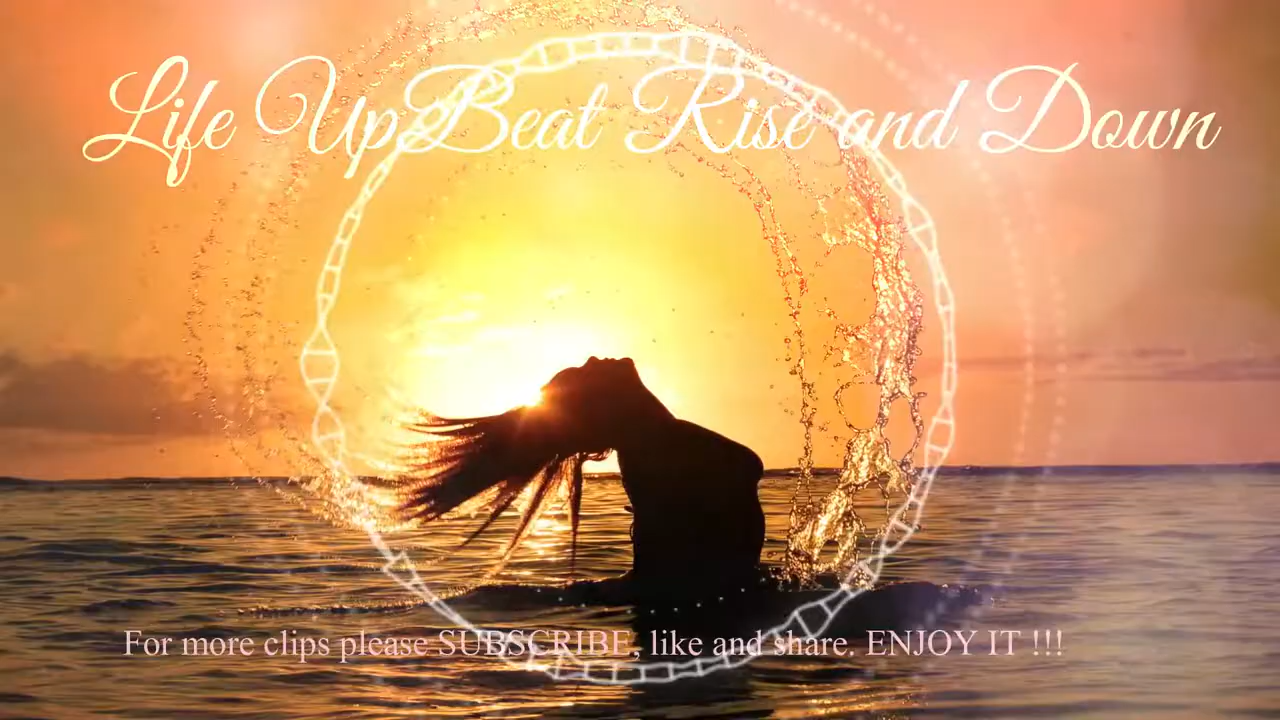 Life UpBeat Rise and Down
For more clips please SUBSCRIBE, like and share. ENJOY IT !!!